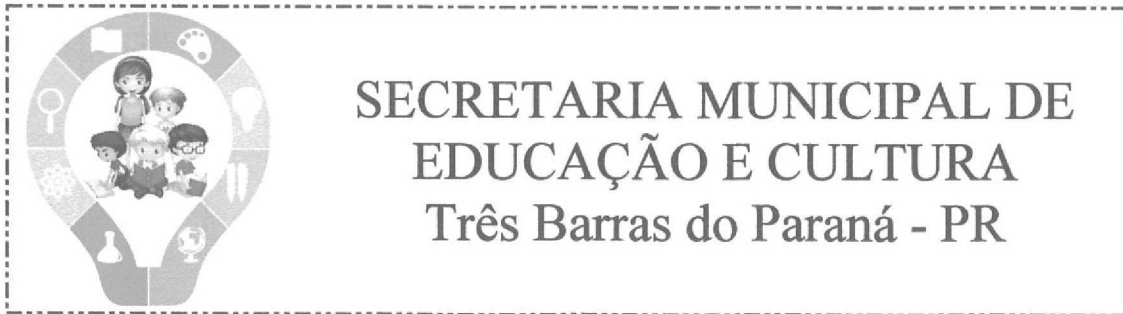 SECRETARIA MUNICIPAL DE
EDUCAÇÃO E CULTURA
Três Barras do Paraná - PR